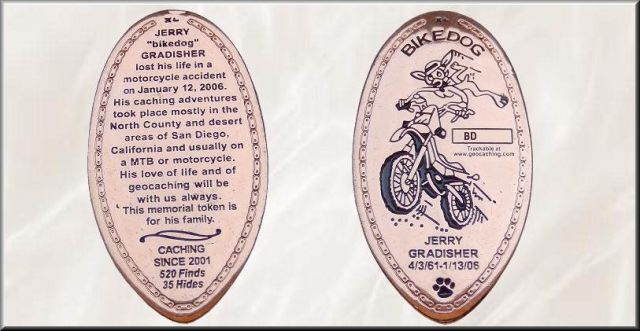 XL
JERRY
"bikedog"
GRADISHER
lost his life in a
motorcycle accident
on January 12, 2006.
His caching adventures
took place mostly in the
North County and desert
areas of San Diego,
California and usually on
a MTB or motorcycle.
His love of life and of
geocaching will be
with us always.
This memorial token is
for his family.
CACHING
SINCE 2001
520 Finds
35 Hides
XL
BIKEDOG
BD
Trackable at
www.geocaching.com
JERRY
GRADISHER
4/3/61-1/13/06